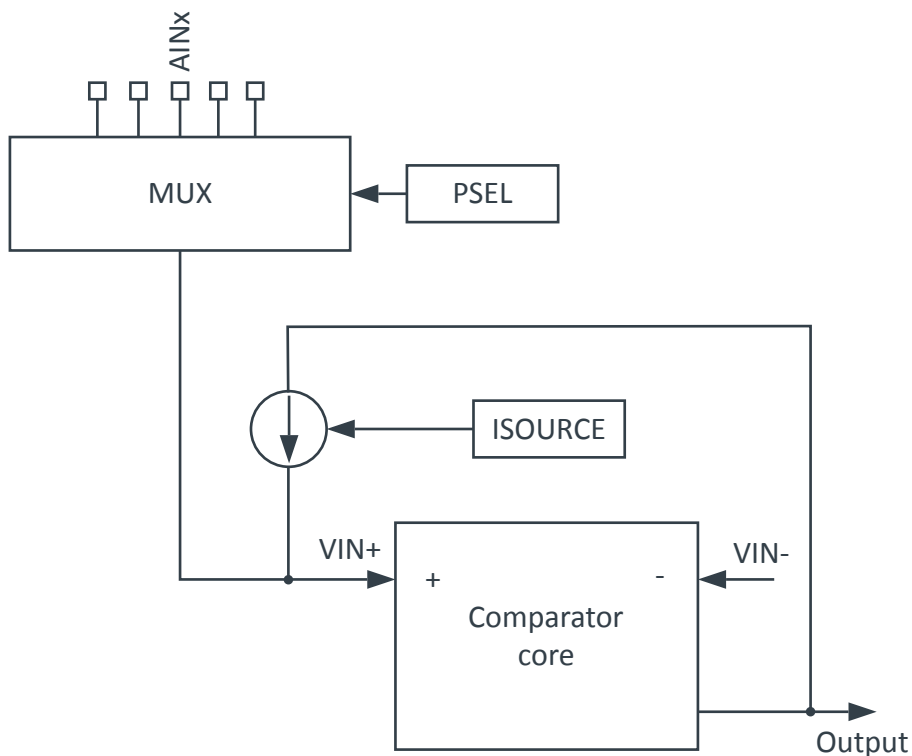 AINx
MUX
PSEL
ISOURCE
VIN+
VIN-
+
-
Comparator
core
Output